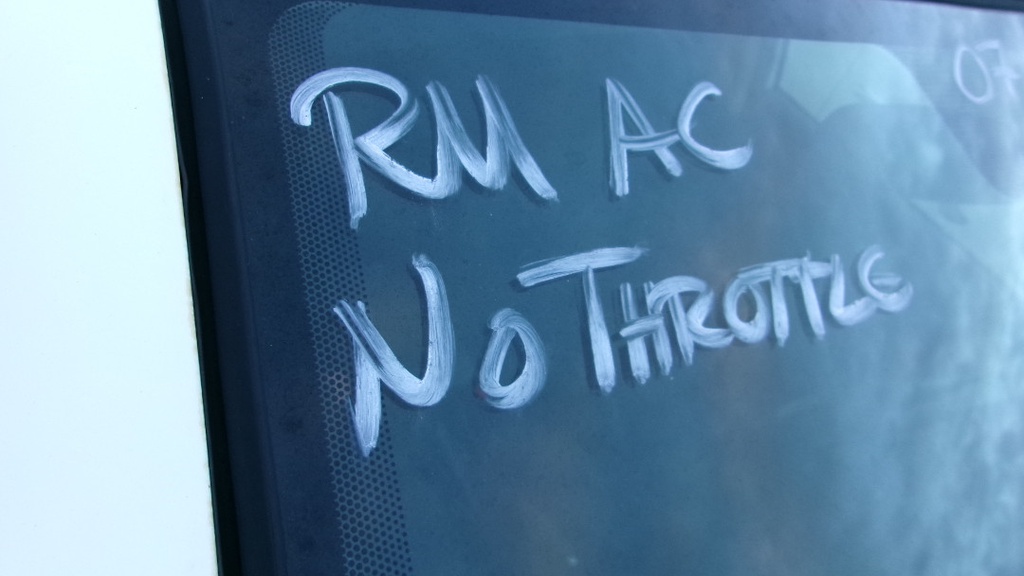 RM AC
NO THROTTLE